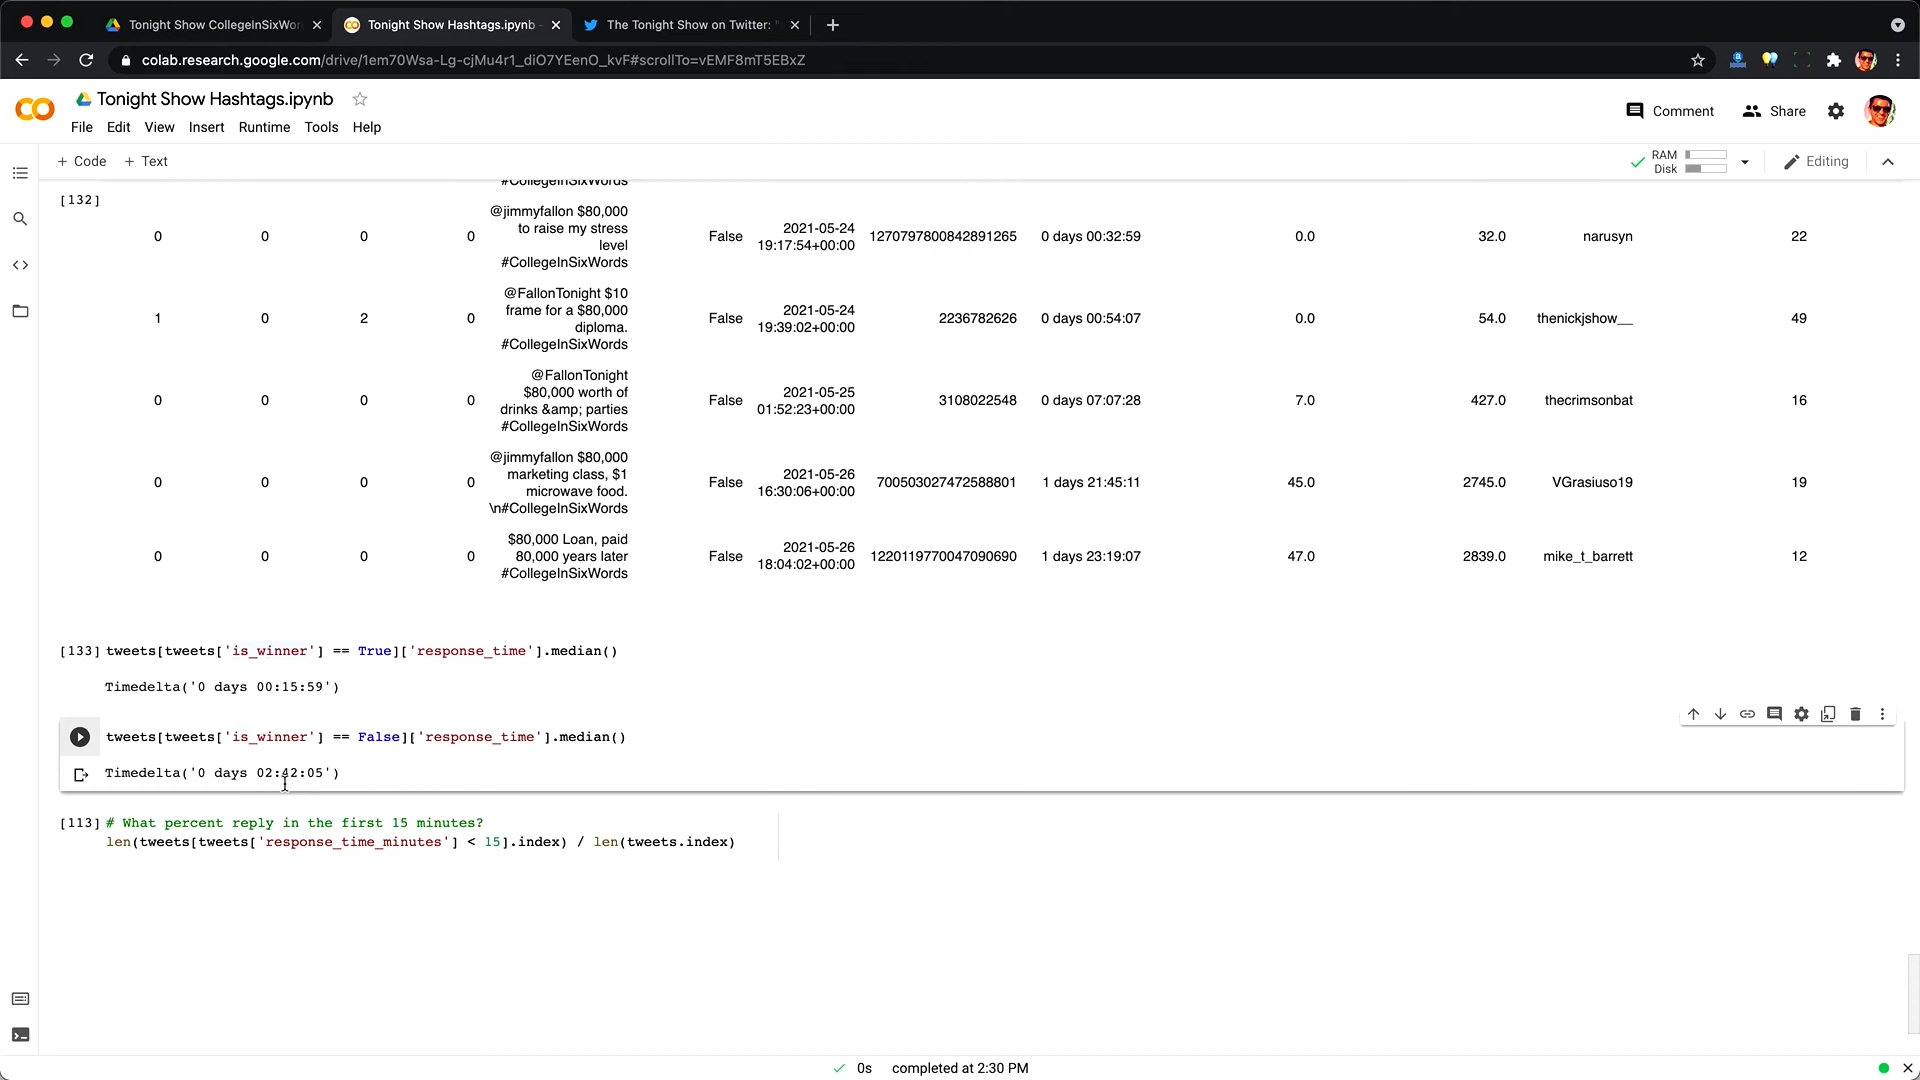 Tonight Show CollegeInSixWor
Tonight Show Hashtags.ipynb -
The Tonight Show on Twitter: "
colab.research.google.com/drive/1em70Wsa-Lg-cjMu4r1_diO7YEenO_kvF#scrollTo=vEMF8mT5EBxZ
Tonight Show Hashtags.ipynb
Comment
Share
File Edit View Insert Runtime Tools Help
+ Code + Text
RAM
Disk
Editing
#CollegeInSixWords
[132]
0 0 0 0 @jimmyfallon $80,000
to raise my stress
level
#CollegeInSixWords
False 2021-05-24
19:17:54+00:00
1270797800842891265 0 days 00:32:59 0.0 32.0 narusyn 22
1 0 2 0 @FallonTonight $10
frame for a $80,000
diploma.
#CollegeInSixWords
False 2021-05-24
19:39:02+00:00
2236782626 0 days 00:54:07 0.0 54.0 thenickjshow__ 49
0 0 0 0 @FallonTonight
$80,000 worth of
drinks &amp; parties
#CollegeInSixWords
False 2021-05-25
01:52:23+00:00
3108022548 0 days 07:07:28 7.0 427.0 thecrimsonbat 16
0 0 0 0 @jimmyfallon $80,000
marketing class, $1
microwave food.
\n#CollegeInSixWords
False 2021-05-26
16:30:06+00:00
700503027472588801 1 days 21:45:11 45.0 2745.0 VGrasiuso19 19
0 0 0 0 $80,000 Loan, paid
80,000 years later
#CollegeInSixWords
False 2021-05-26
18:04:02+00:00
1220119770047090690 1 days 23:19:07 47.0 2839.0 mike_t_barrett 12
[133] tweets[tweets['is_winner'] == True]['response_time'].median()
Timedelta('0 days 00:15:59')
tweets[tweets['is_winner'] == False]['response_time'].median()
Timedelta('0 days 02:42:05')
[113] # What percent reply in the first 15 minutes?
len(tweets[tweets['response_time_minutes'] < 15].index) / len(tweets.index)
0s completed at 2:30 PM